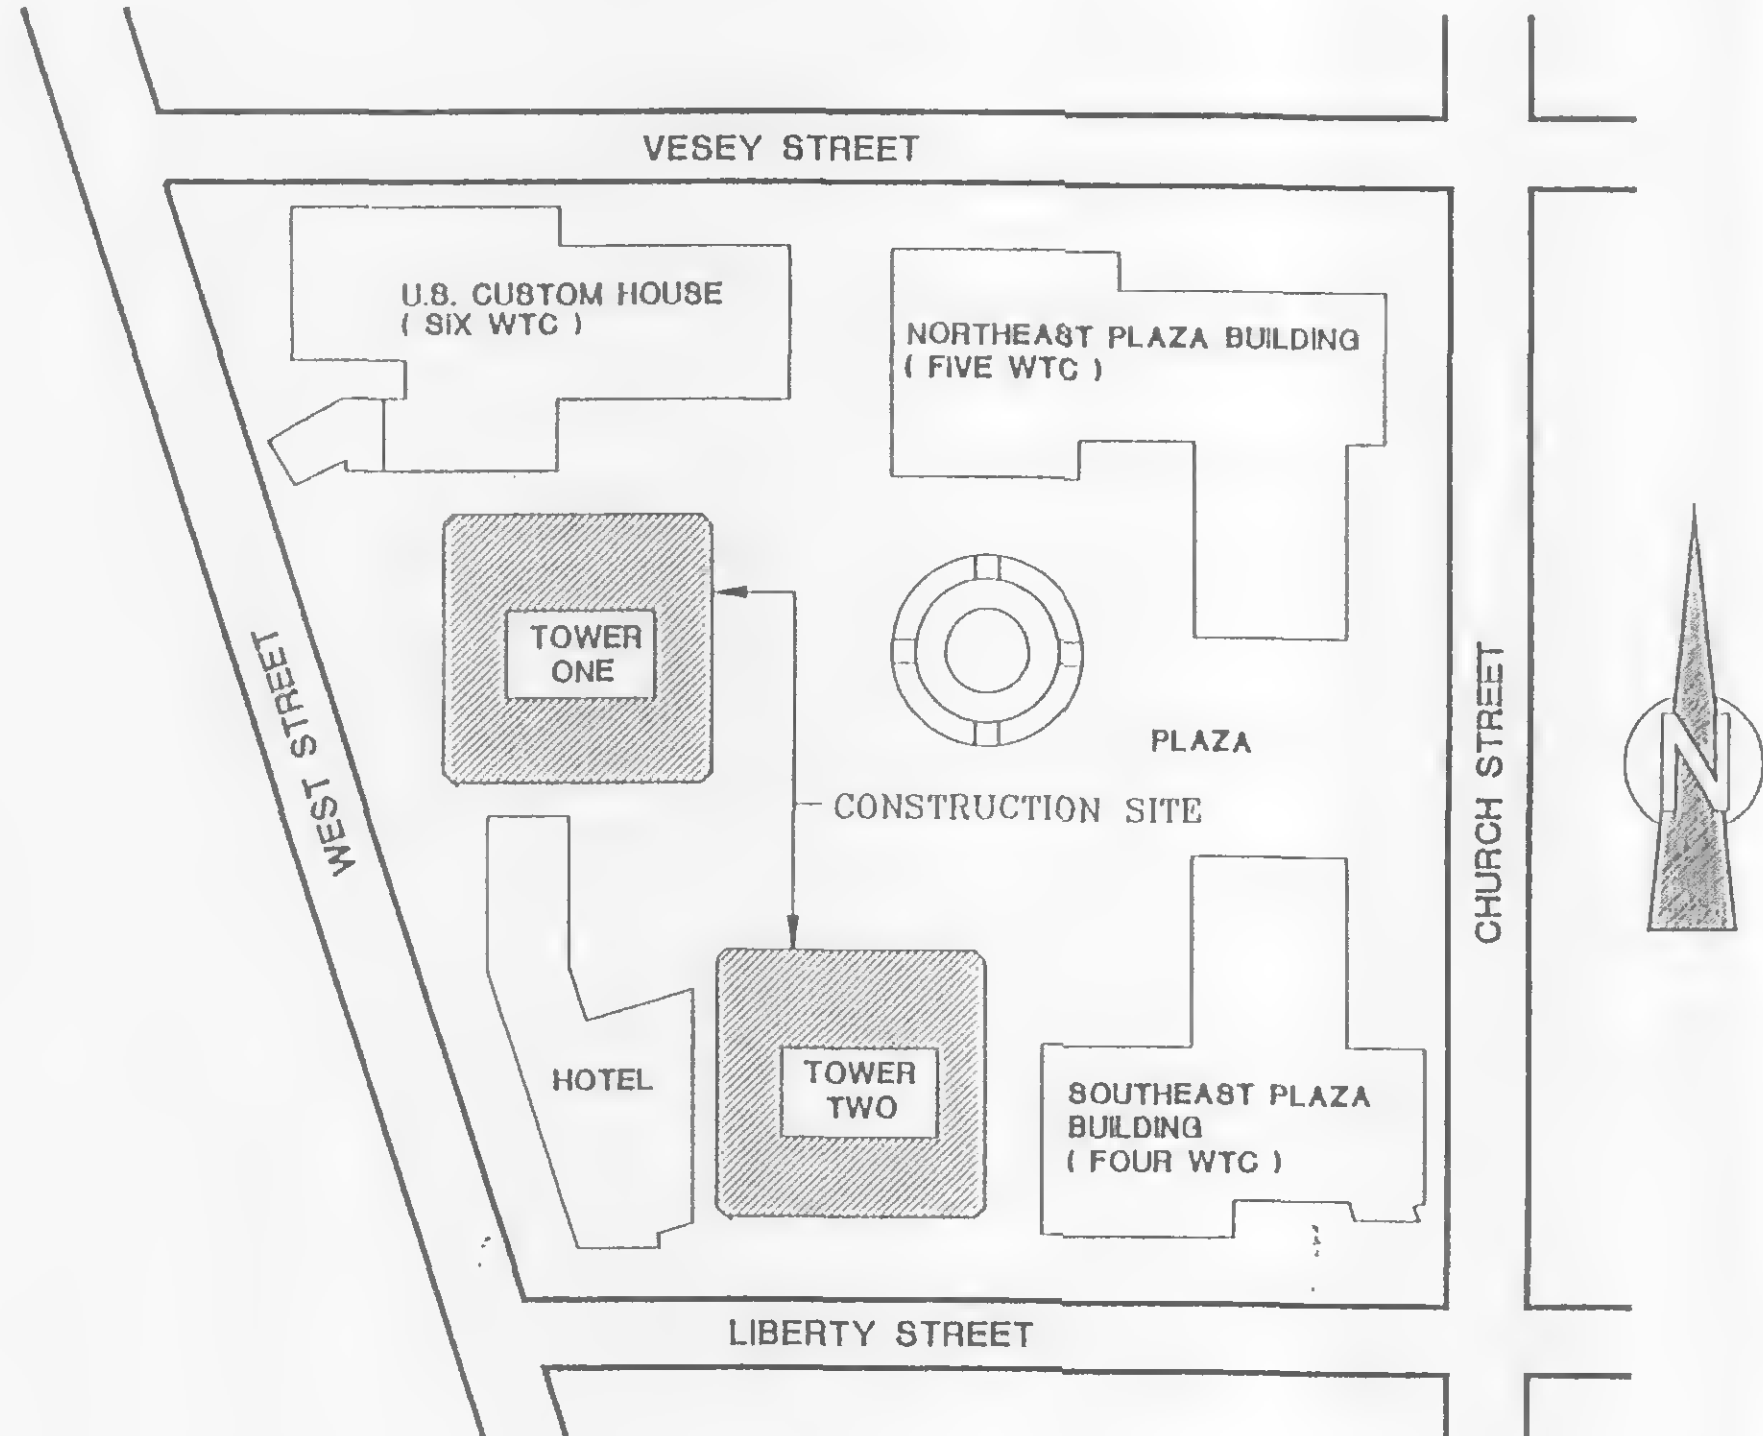 VESEY STREET
U.S. CUSTOM HOUSE
( SIX WTC )
NORTHEAST PLAZA BUILDING
( FIVE WTC )
TOWER
ONE
WEST STREET
PLAZA
CHURCH STREET
N
CONSTRUCTION SITE
HOTEL
TOWER
TWO
SOUTHEAST PLAZA
BUILDING
( FOUR WTC )
LIBERTY STREET